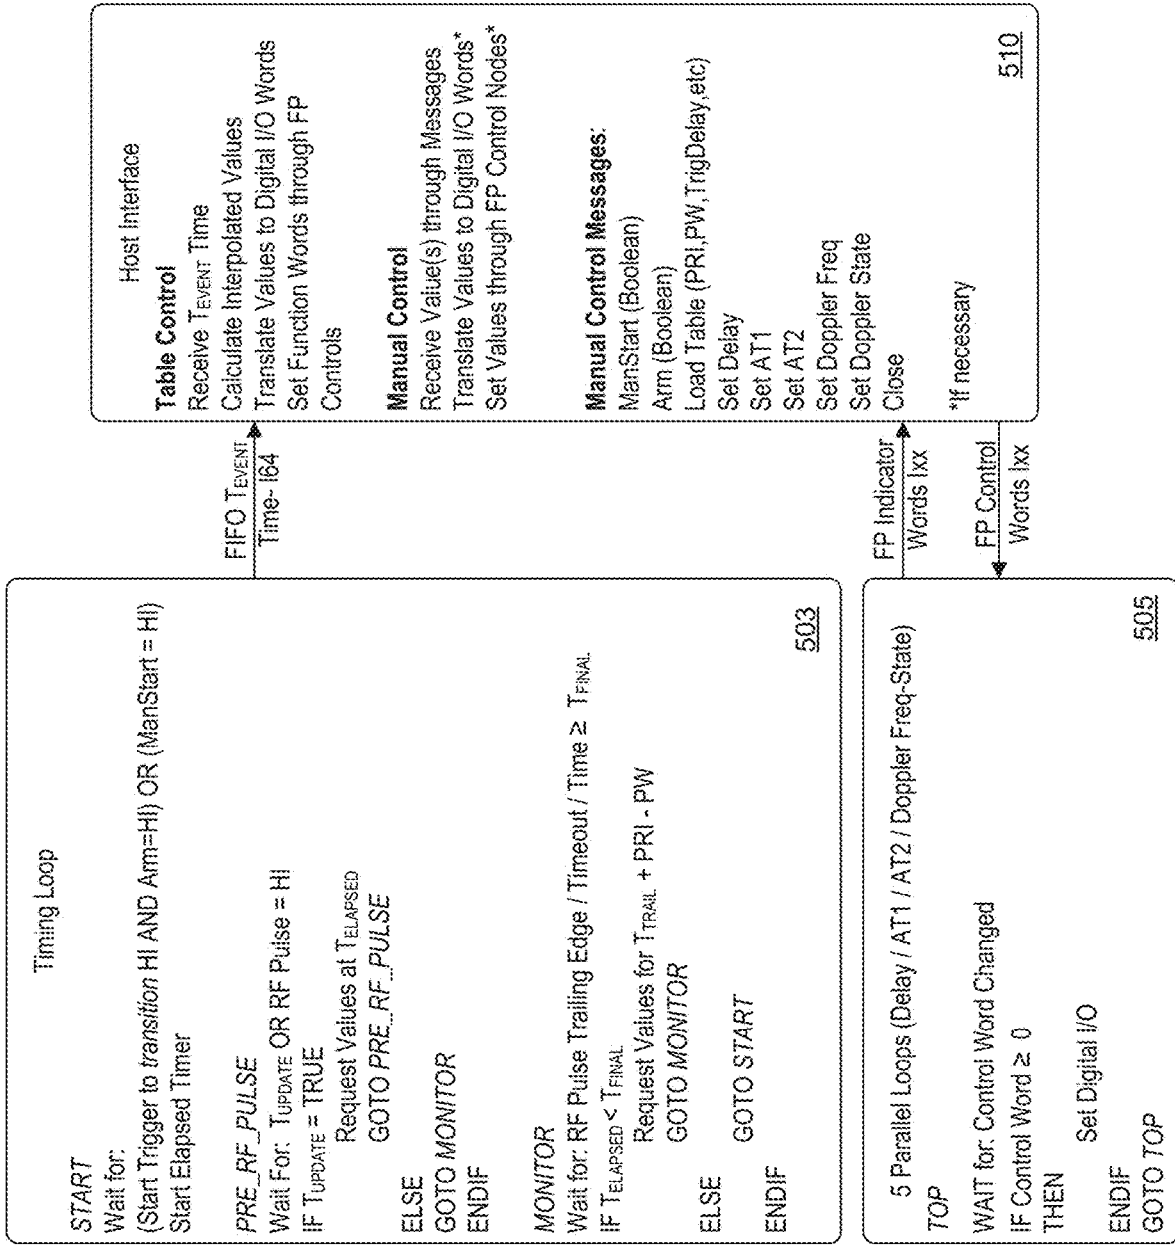 Timing Loop
START
Wait for:
(Start Trigger to transition HI AND Arm=HI) OR (ManStart = HI)
Start Elapsed Timer
PRE_RF_PULSE
Wait For: TUPDATE OR RF Pulse = HI
IF TUPDATE = TRUE
Request Values at TELAPSED
GOTO PRE_RF_PULSE
ELSE
GOTO MONITOR
ENDIF
MONITOR
Wait for: RF Pulse Trailing Edge / Timeout / Time ≥ TFINAL
IF TELAPSED < TFINAL
Request Values for TTRAIL + PRI - PW
GOTO MONITOR
ELSE
GOTO START
ENDIF
503
5 Parallel Loops (Delay / AT1 / AT2 / Doppler Freq-State)
TOP
WAIT for: Control Word Changed
IF Control Word ≥ 0
THEN
Set Digital I/O
ENDIF
GOTO TOP
505
FIFO TEVENT
Time- I64
FP Indicator
Words Ixx
FP Control
Words Ixx
Host Interface
Table Control
Receive TEVENT Time
Calculate Interpolated Values
Translate Values to Digital I/O Words
Set Function Words through FP
Controls
Manual Control
Receive Value(s) through Messages
Translate Values to Digital I/O Words*
Set Values through FP Control Nodes*
Manual Control Messages:
ManStart (Boolean)
Arm (Boolean)
Load Table (PRI,PW,TrigDelay,etc)
Set Delay
Set AT1
Set AT2
Set Doppler Freq
Set Doppler State
Close
*If necessary
510